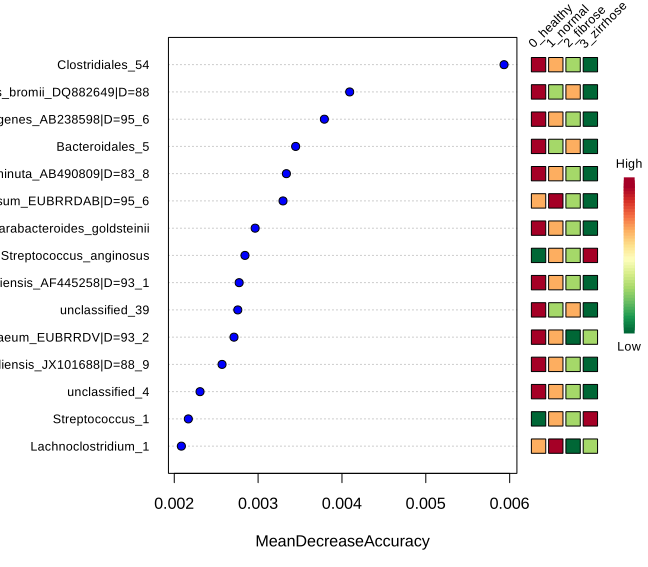 0_healthy
1_normal
2_fibrose
3_zirrhose
Clostridiales_54
s_bromii_DQ882649|D=88
genes_AB238598|D=95_6
Bacteroidales_5
minuta_AB490809|D=83_8
sum_EUBRRDAB|D=95_6
arabacteroides_goldsteinii
Streptococcus_anginosus
iensis_AF445258|D=93_1
unclassified_39
aeum_EUBRRDV|D=93_2
liensis_JX101688|D=88_9
unclassified_4
Streptococcus_1
Lachnoclostridium_1
High
Low
0.002 0.003 0.004 0.005 0.006
MeanDecreaseAccuracy